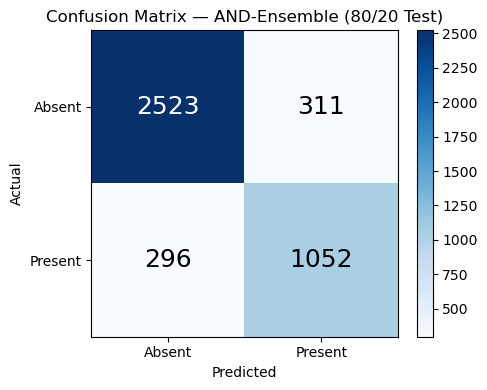 Confusion Matrix — AND-Ensemble (80/20 Test)
Actual
Absent
Present
2523
311
296
1052
Absent
Present
Predicted
2500
2250
2000
1750
1500
1250
1000
750
500